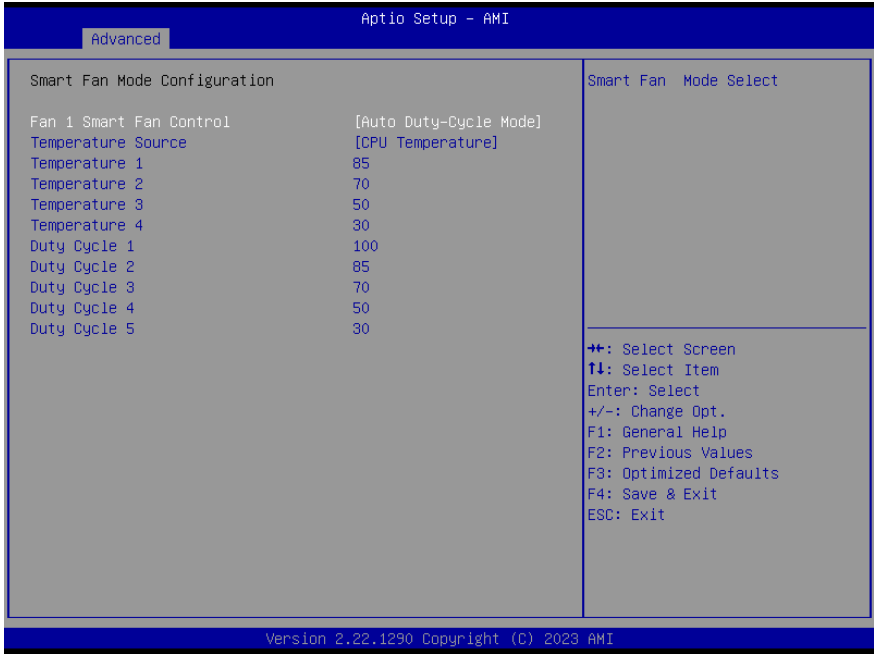 Aptio Setup – AMI
Advanced
Smart Fan Mode Configuration
Fan 1 Smart Fan Control [Auto Duty-Cycle Mode]
Temperature Source [CPU Temperature]
Temperature 1 85
Temperature 2 70
Temperature 3 50
Temperature 4 30
Duty Cycle 1 100
Duty Cycle 2 85
Duty Cycle 3 70
Duty Cycle 4 50
Duty Cycle 5 30
Smart Fan  Mode Select
→←: Select Screen
↑↓: Select Item
Enter: Select
+/-: Change Opt.
F1: General Help
F2: Previous Values
F3: Optimized Defaults
F4: Save & Exit
ESC: Exit
Version 2.22.1290 Copyright (C) 2023 AMI